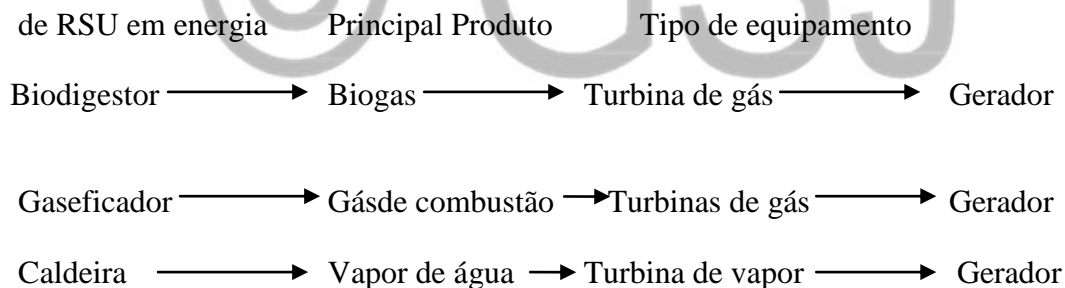 de RSU em energia Principal Produto Tipo de equipamento
Biodigestor Biogas Turbina de gás Gerador
Gaseficador Gásde combustão Turbinas de gás Gerador
Caldeira Vapor de água Turbina de vapor Gerador